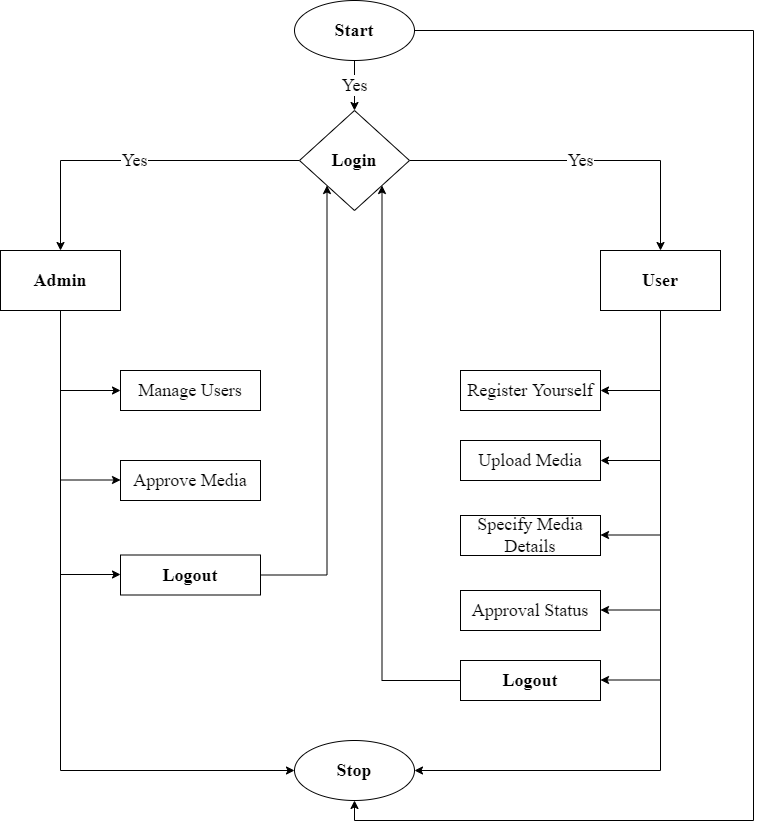 Start
Yes
Login
Yes
Yes
Admin
User
Manage Users
Register Yourself
Approve Media
Upload Media
Specify Media
Details
Logout
Approval Status
Logout
Stop